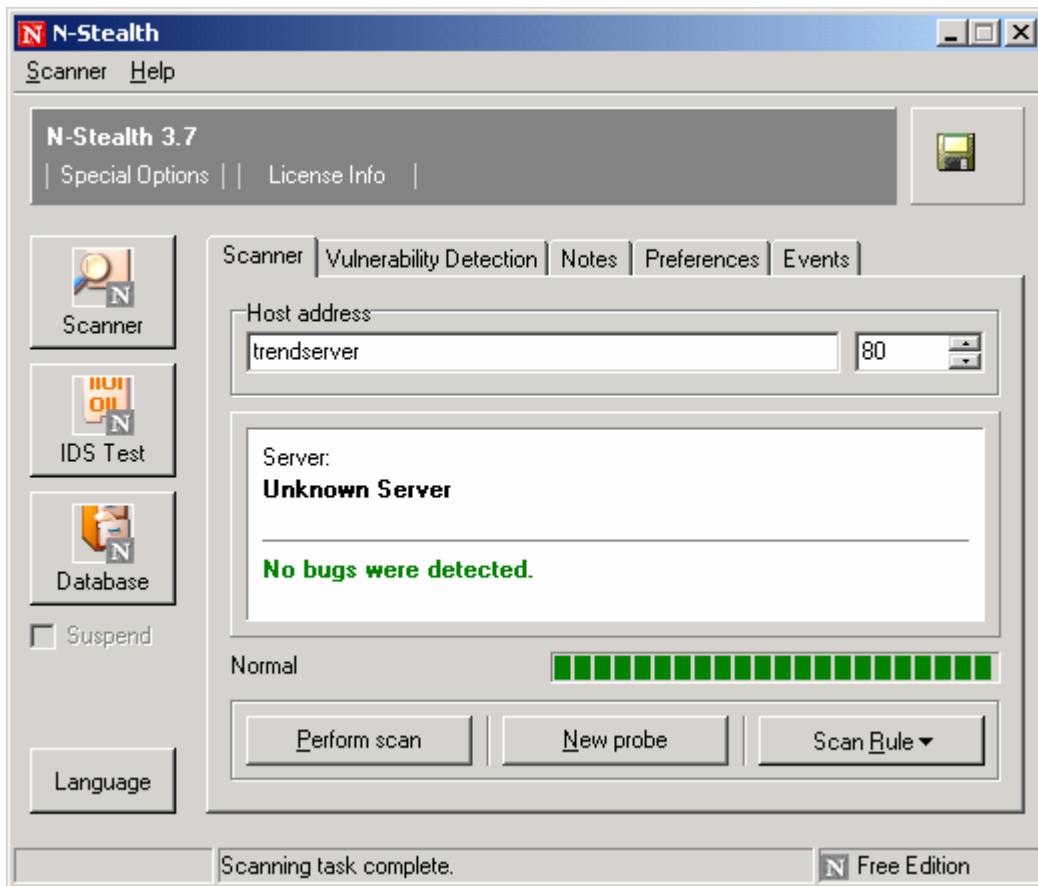 N-Stealth
Scanner Help
N-Stealth 3.7
| Special Options | | License Info |
Scanner
IDS Test
Database
Suspend
Language
Scanner Vulnerability Detection Notes Preferences Events
Host address
trendserver 80
Server:
Unknown Server
No bugs were detected.
Normal
Perform scan New probe Scan Rule
Scanning task complete. N Free Edition